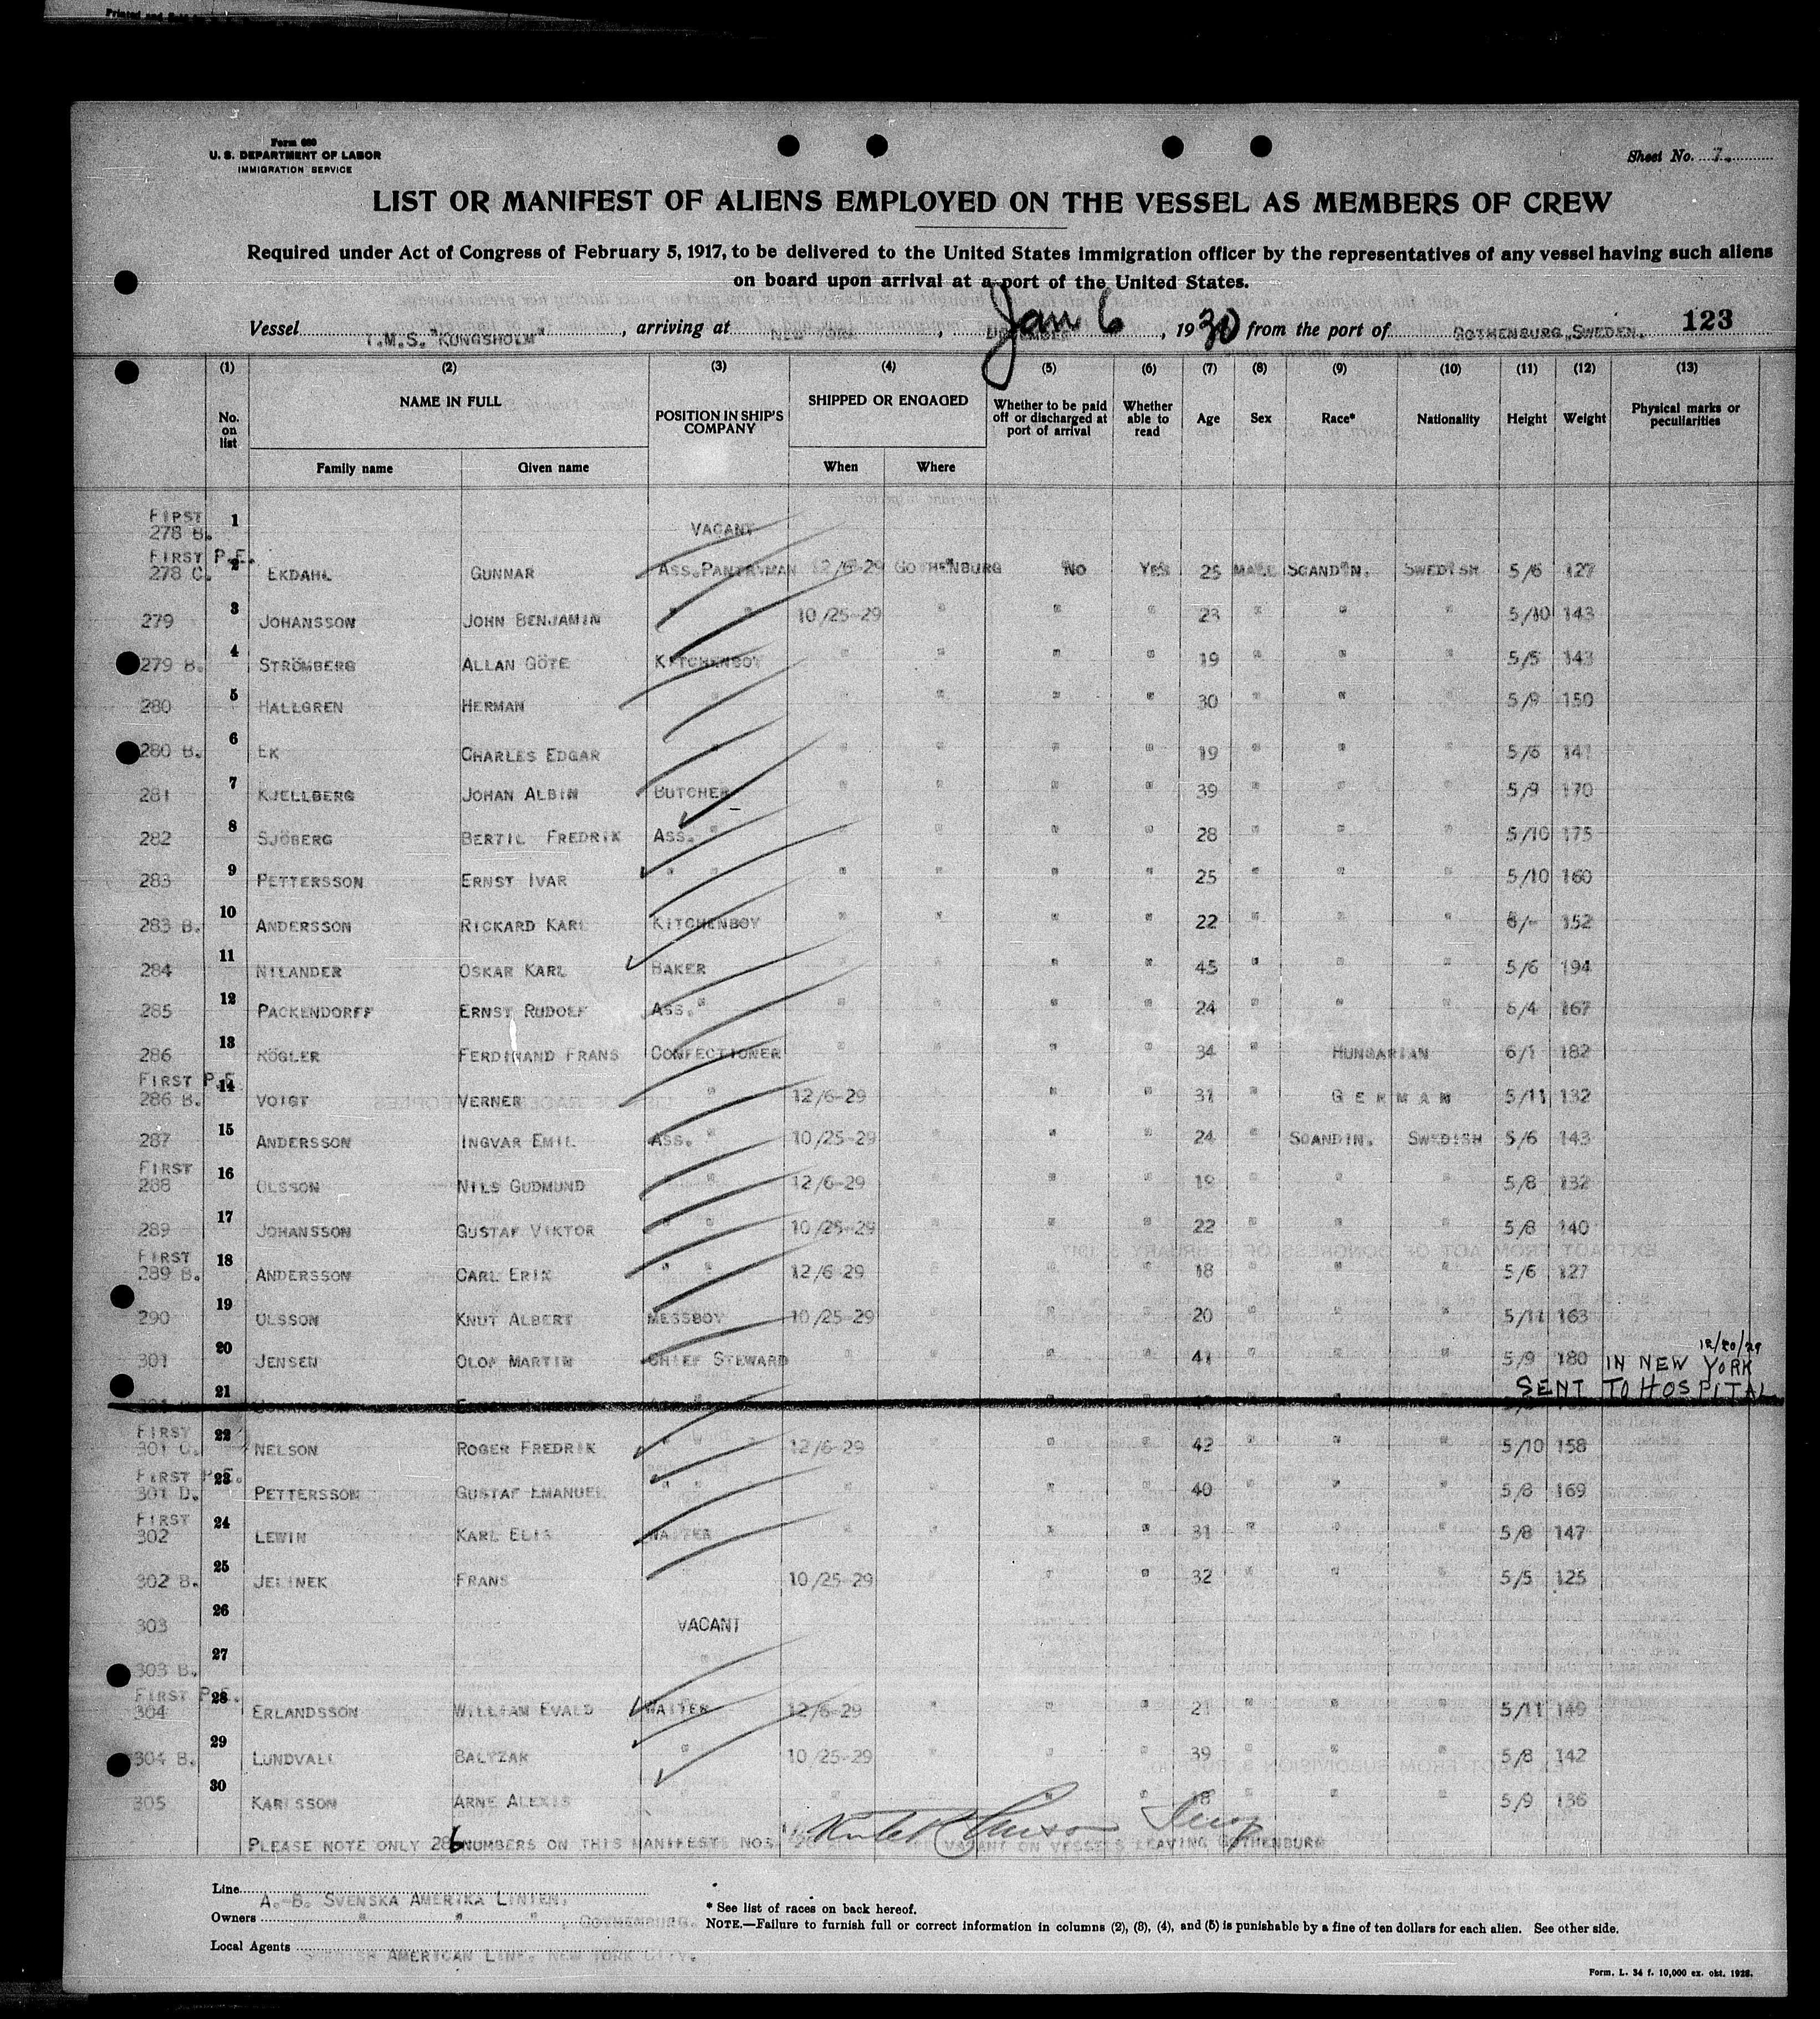 Form 680
U. S. DEPARTMENT OF LABOR
IMMIGRATION SERVICE
Sheet No. 7.
LIST OR MANIFEST OF ALIENS EMPLOYED ON THE VESSEL AS MEMBERS OF CREW
Required under Act of Congress of February 5, 1917, to be delivered to the United States immigration officer by the representatives of any vessel having such aliens
on board upon arrival at a port of the United States.
Vessel T.M.S. "KUNGSHOLM", arriving at NEW YORK, Jan 6, 1930 from the port of GOTHENBURG, SWEDEN. 123
(1) (2) (3) (4) (5) (6) (7) (8) (9) (10) (11) (12) (13)
No. on list NAME IN FULL POSITION IN SHIP'S COMPANY SHIPPED OR ENGAGED Whether to be paid off or discharged at port of arrival Whether able to read Age Sex Race* Nationality Height Weight Physical marks or peculiarities
Family name Given name When Where
FIRST
278 B. 1 VACANT
FIRST P.E.
278 C. 2 EKDAHL GUNNAR ASS.PANTRYMAN 12/6-29 GOTHENBURG NO YES 25 MALE SCANDIN. SWEDISH 5/6 127
279 3 JOHANSSON JOHN BENJAMIN " " 10/25-29 " " " 23 " " " 5/10 143
279 B. 4 STRÖMBERG ALLAN GÖTE KITCHENBOY " " " " 19 " " " 5/5 143
280 5 HALLGREN HERMAN " " " " " 30 " " " 5/9 150
280 B. 6 EK CHARLES EDGAR " " " " " 19 " " " 5/6 141
281 7 KJELLBERG JOHAN ALBIN BUTCHER " " " " 39 " " " 5/9 170
282 8 SJÖBERG BERTIL FREDRIK ASS. " " " " " 28 " " " 5/10 175
283 9 PETTERSSON ERNST IVAR " " " " " " 25 " " " 5/10 160
283 B. 10 ANDERSSON RICKARD KARL KITCHENBOY " " " " 22 " " " 6/- 152
284 11 NILANDER OSKAR KARL BAKER " " " " 45 " " " 5/6 194
285 12 PACKENDORFF ERNST RUDOLF ASS. " " " " " 24 " " " 6/4 167
286 13 KÖGLER FERDINAND FRANS CONFECTIONER " " " " 34 " HUNGARIAN 6/1 182
FIRST P.E.
286 B. 14 VOIGT VERNER " 12/6-29 " " " 31 " GERMAN 5/11 132
287 15 ANDERSSON INGVAR EMIL ASS. " 10/25-29 " " " 24 " SCANDIN. SWEDISH 5/6 143
FIRST
288 16 OLSSON NILS GUDMUND " " 12/6-29 " " " 19 " " " 5/8 132
289 17 JOHANSSON GUSTAF VIKTOR " " 10/25-29 " " " 22 " " " 5/8 140
FIRST
289 B. 18 ANDERSSON CARL ERIK " " 12/6-29 " " " 18 " " " 5/6 127
290 19 OLSSON KNUT ALBERT MESSBOY 10/25-29 " " " 20 " " " 5/11 163
301 20 JENSEN OLOF MARTIN CHIEF STEWARD " " " " 41 " " " 5/9 180 12/20/29
IN NEW YORK
21 SENT TO HOSPITAL
FIRST
301 C. 22 NELSON ROGER FREDRIK " " " 12/6-29 " " " 42 " " " 5/10 158
FIRST P.E.
301 D. 23 PETTERSSON GUSTAF EMANUEL " " " " " " 40 " " " 5/8 169
FIRST
302 24 LEWIN KARL ELIS WAITER " " " " 31 " " " 5/8 147
302 B. 25 JELINEK FRANS 10/25-29 " " " 32 " " " 5/5 125
303 26 VACANT
303 B. 27 "
FIRST P.E.
304 28 ERLANDSSON WILLIAM EVALD WAITER 12/6-29 " " " 21 " " " 5/11 149
304 B. 29 LUNDVALL BALTZAR " 10/25-29 " " " 39 " " " 5/8 142
305 30 KARLSSON ARNE ALEXIS " " " " 18 " " " 5/9 136
PLEASE NOTE ONLY 286 NUMBERS ON THIS MANIFEST NOS VACANT ON VESSELS LEAVING GOTHENBURG
Line A.-B. SVENSKA AMERIKA LINIEN,
Owners " " ", GOTHENBURG.
Local Agents SWEDISH AMERICAN LINE, NEW YORK CITY.
* See list of races on back hereof.
NOTE.—Failure to furnish full or correct information in columns (2), (3), (4), and (5) is punishable by a fine of ten dollars for each alien. See other side.
Form. L. 34 f. 10,000 ex. okt. 1928.